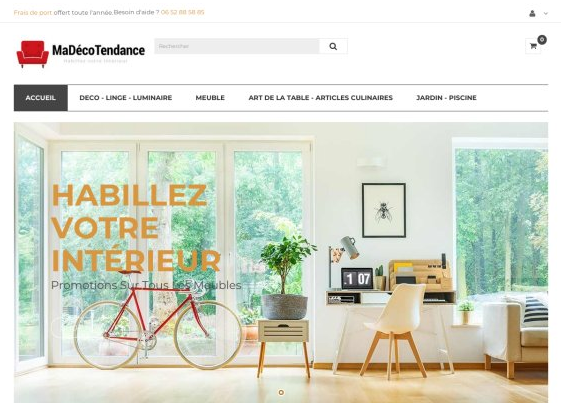 Frais de port offert toute l'année.Besoin d'aide ? 06 52 88 58 85
MaDécoTendance
Habillez votre intérieur
Rechercher
0
ACCUEIL
DECO - LINGE - LUMINAIRE
MEUBLE
ART DE LA TABLE - ARTICLES CULINAIRES
JARDIN - PISCINE
HABILLEZ
VOTRE
INTÉRIEUR
Promotions Sur Tous Les Meubles
1 07